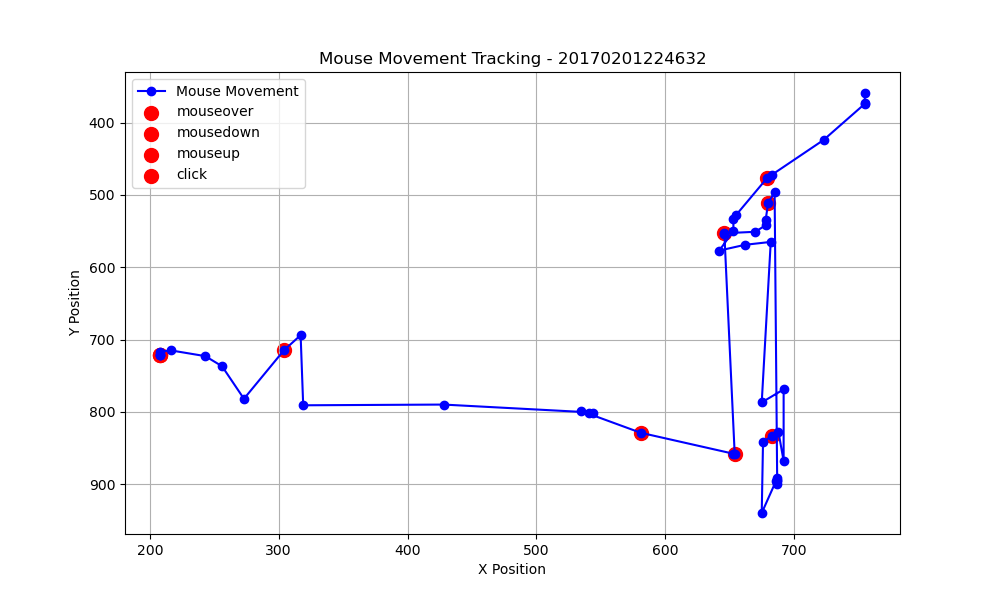 Mouse Movement Tracking - 20170201224632
Mouse Movement
mouseover
mousedown
mouseup
click
400
500
600
700
800
900
Y Position
200 300 400 500 600 700
X Position